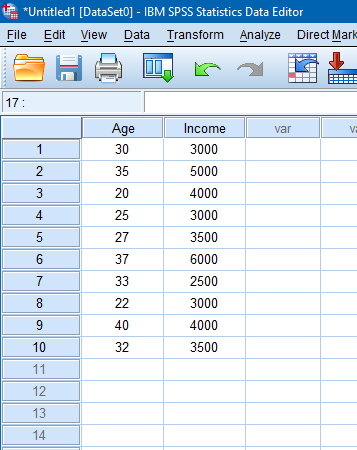 *Untitled1 [DataSet0] - IBM SPSS Statistics Data Editor
File Edit View Data Transform Analyze Direct Mark
17 :
Age Income var
1 30 3000
2 35 5000
3 20 4000
4 25 3000
5 27 3500
6 37 6000
7 33 2500
8 22 3000
9 40 4000
10 32 3500
11
12
13
14